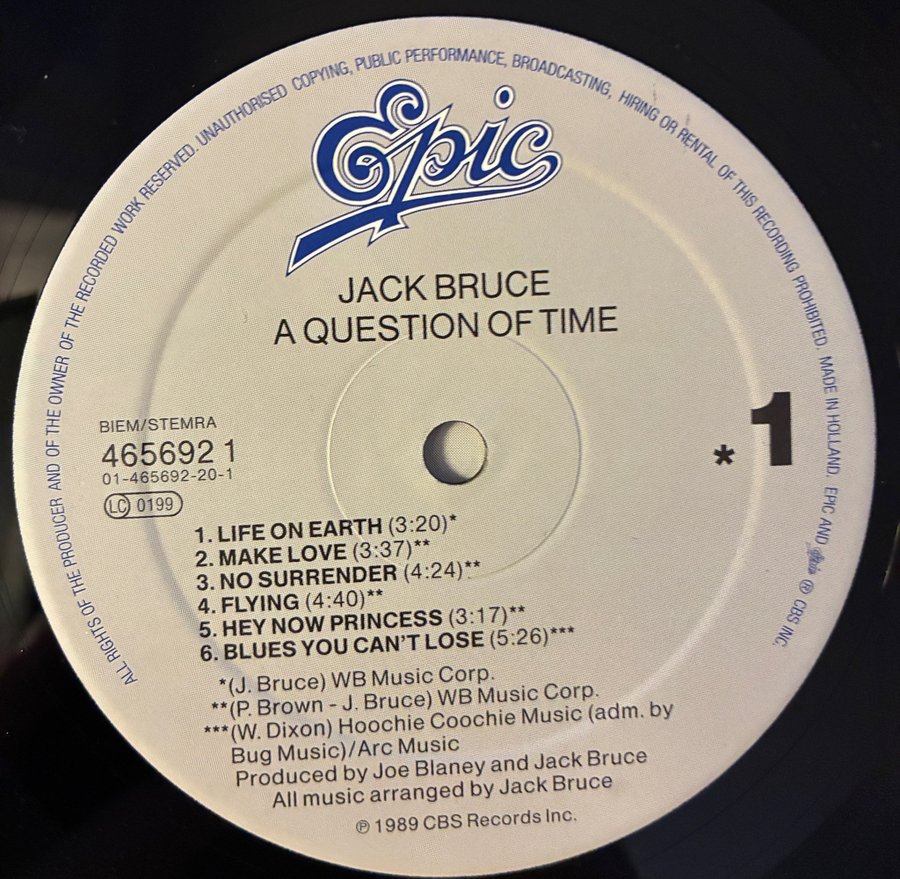 ALL RIGHTS OF THE PRODUCER AND OF THE OWNER OF THE RECORDED WORK RESERVED. UNAUTHORISED COPYING, PUBLIC PERFORMANCE, BROADCASTING, HIRING OR RENTAL OF THIS RECORDING PROHIBITED. MADE IN HOLLAND. EPIC AND Epic ® CBS INC.
Epic
JACK BRUCE
A QUESTION OF TIME
BIEM/STEMRA
465692 1
01-465692-20-1
LC 0199
* 1
1. LIFE ON EARTH (3:20)*
2. MAKE LOVE (3:37)**
3. NO SURRENDER (4:24)**
4. FLYING (4:40)**
5. HEY NOW PRINCESS (3:17)**
6. BLUES YOU CAN'T LOSE (5:26)***
*(J. Bruce) WB Music Corp.
**(P. Brown - J. Bruce) WB Music Corp.
***(W. Dixon) Hoochie Coochie Music (adm. by
Bug Music)/Arc Music
Produced by Joe Blaney and Jack Bruce
All music arranged by Jack Bruce
℗ 1989 CBS Records Inc.